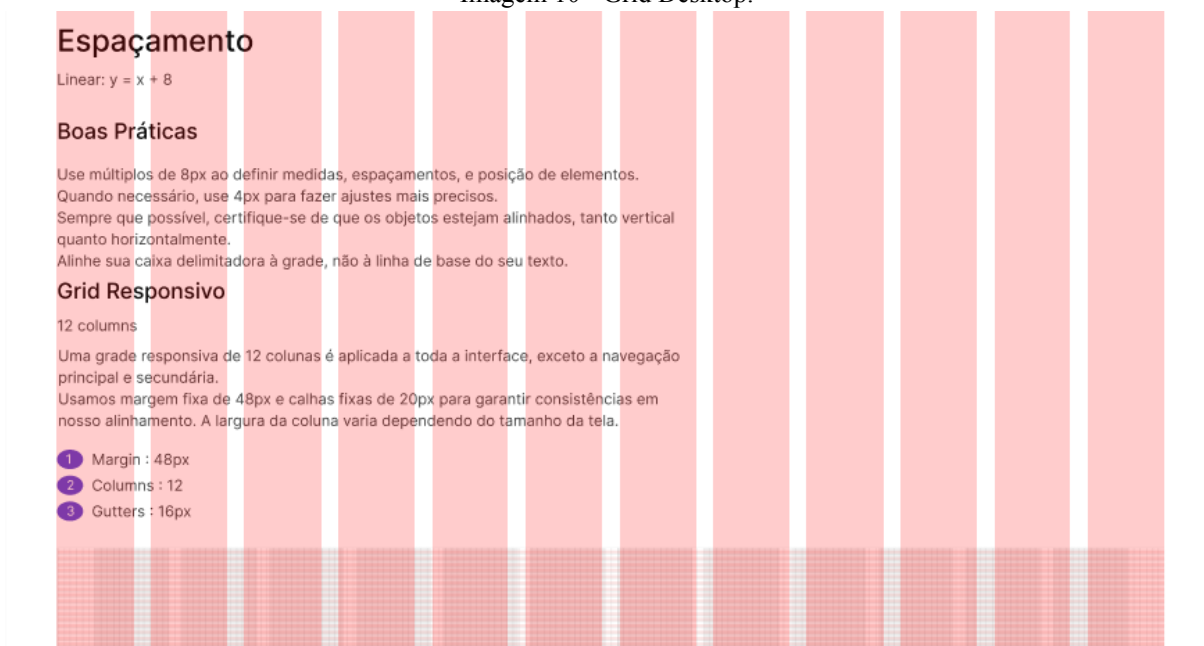 Imagem 10 - Grid Desktop.
Espaçamento
Linear: y = x + 8
Boas Práticas
Use múltiplos de 8px ao definir medidas, espaçamentos, e posição de elementos.
Quando necessário, use 4px para fazer ajustes mais precisos.
Sempre que possível, certifique-se de que os objetos estejam alinhados, tanto vertical
quanto horizontalmente.
Alinhe sua caixa delimitadora à grade, não à linha de base do seu texto.
Grid Responsivo
12 columns
Uma grade responsiva de 12 colunas é aplicada a toda a interface, exceto a navegação
principal e secundária.
Usamos margem fixa de 48px e calhas fixas de 20px para garantir consistências em
nosso alinhamento. A largura da coluna varia dependendo do tamanho da tela.
1 Margin : 48px
2 Columns : 12
3 Gutters : 16px